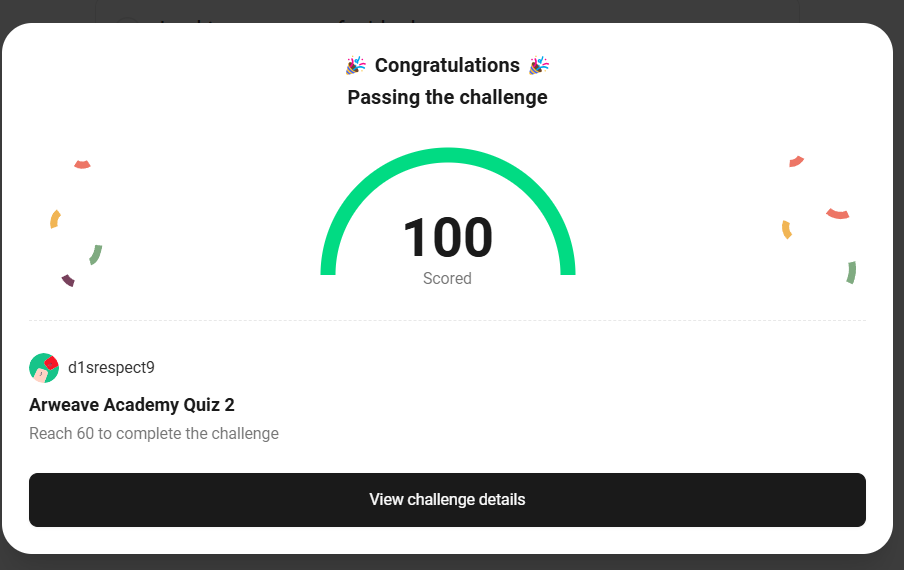 🎉 Congratulations 🎉
Passing the challenge
100
Scored
d1srespect9
Arweave Academy Quiz 2
Reach 60 to complete the challenge
View challenge details